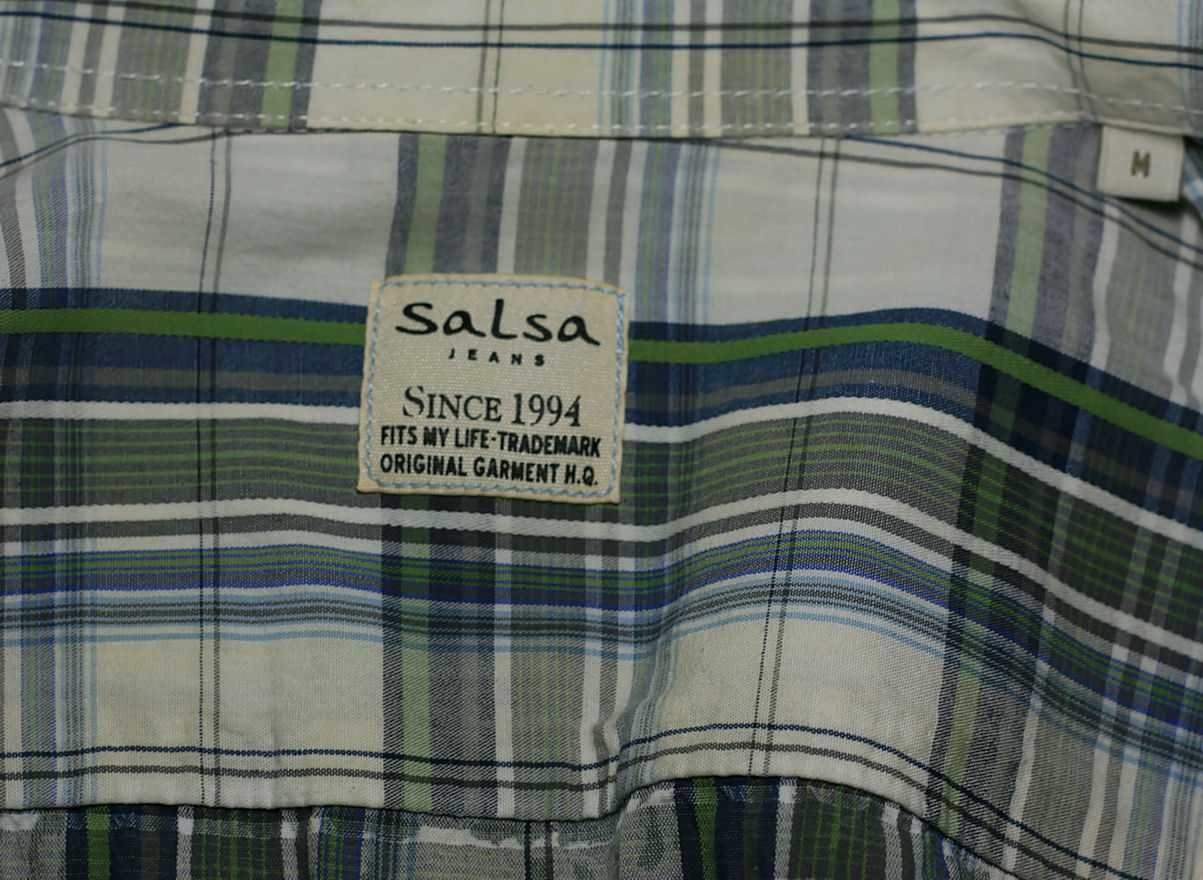 M
Salsa
JEANS
SINCE 1994
FITS MY LIFE-TRADEMARK
ORIGINAL GARMENT H.Q.